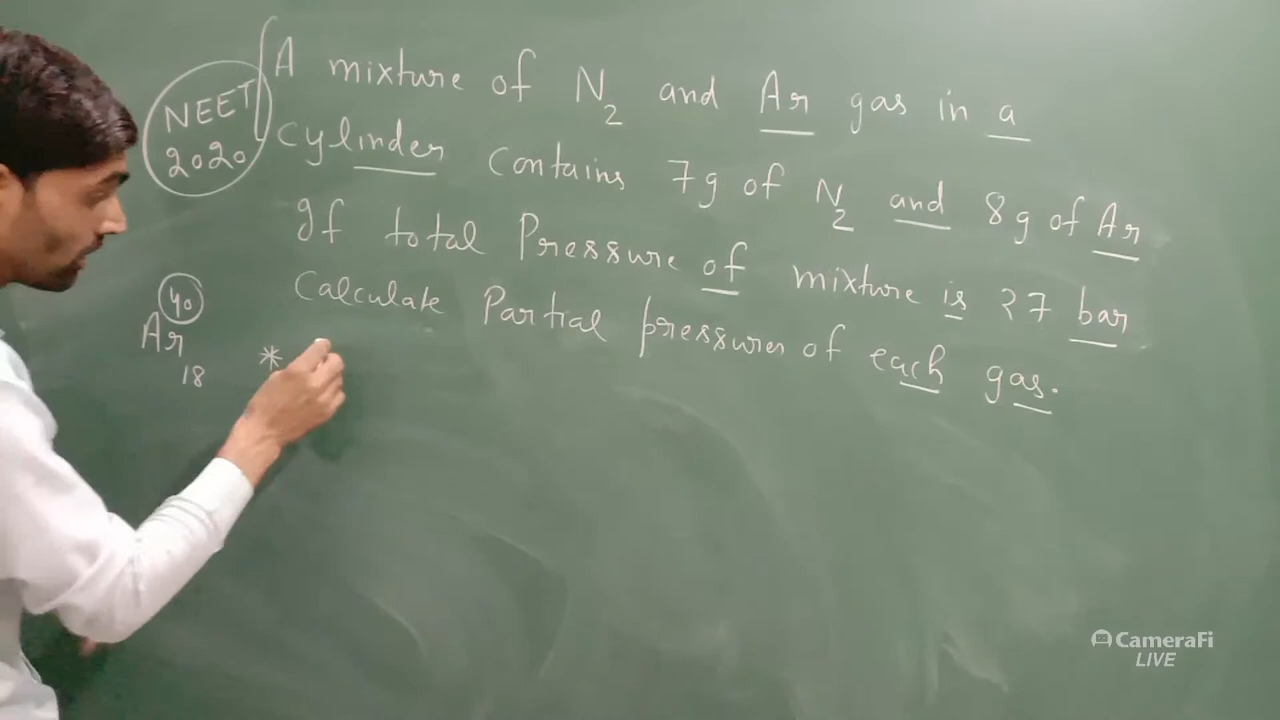 NEET
2020
A mixture of N2 and Ar gas in a
cylinder contains 7g of N2 and 8g of Ar
If total Pressure of mixture is 27 bar
Calculate Partial pressures of each gas.
40
Ar
18
*
CameraFi
LIVE